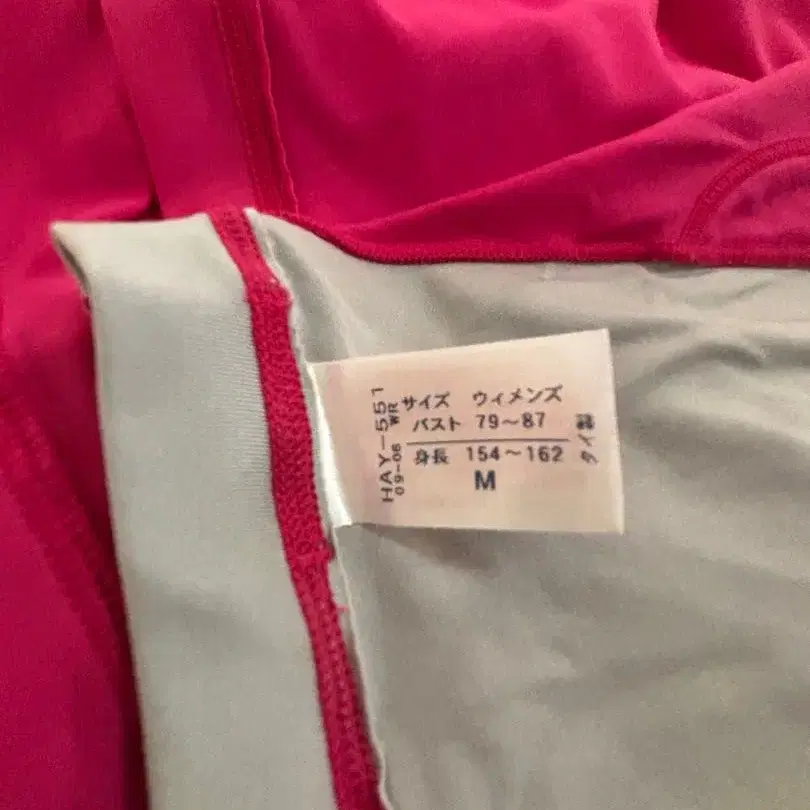 サイズ ウィメンズ
バスト 79～87
身長 154～162
M
HAY-551
09-06 WR
タイ製